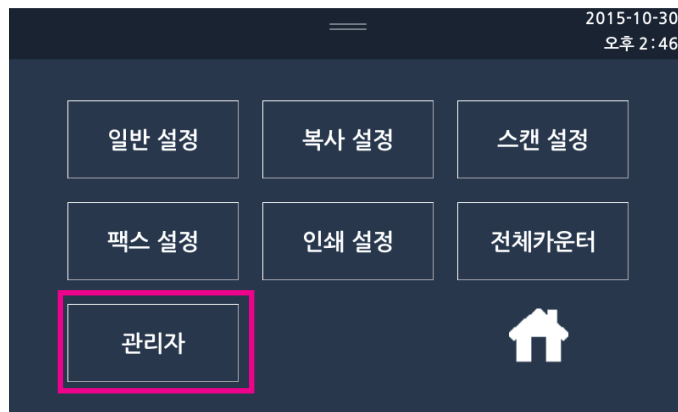 2015-10-30
오후 2:46
일반 설정
복사 설정
스캔 설정
팩스 설정
인쇄 설정
전체카운터
관리자